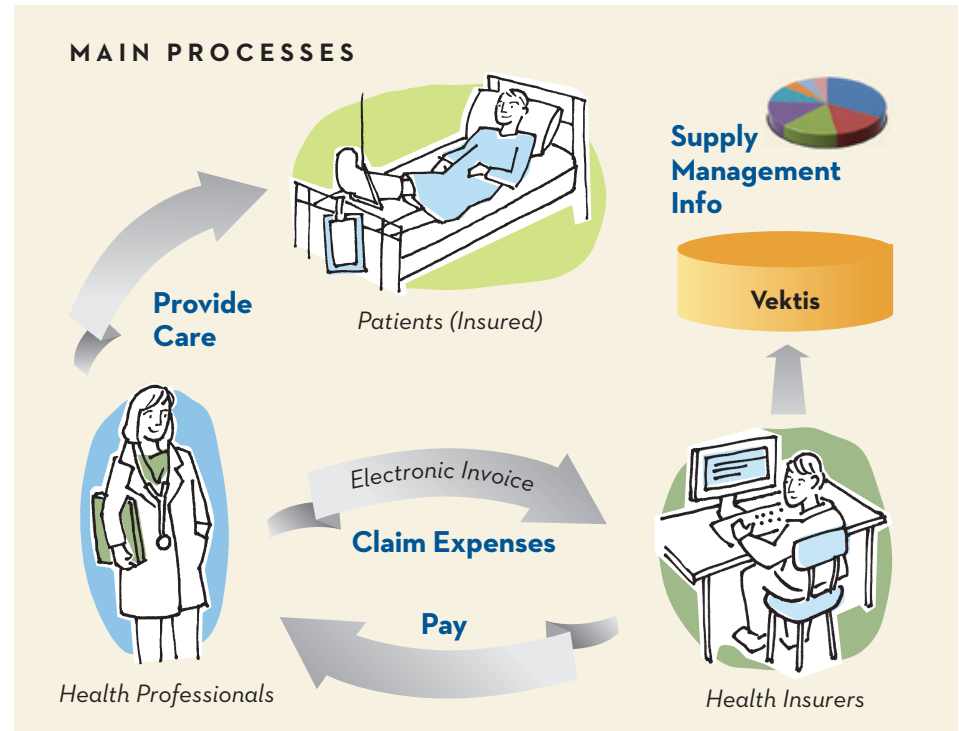 MAIN PROCESSES
Supply
Management
Info
Vektis
Provide
Care
Patients (Insured)
Electronic Invoice
Claim Expenses
Pay
Health Professionals
Health Insurers